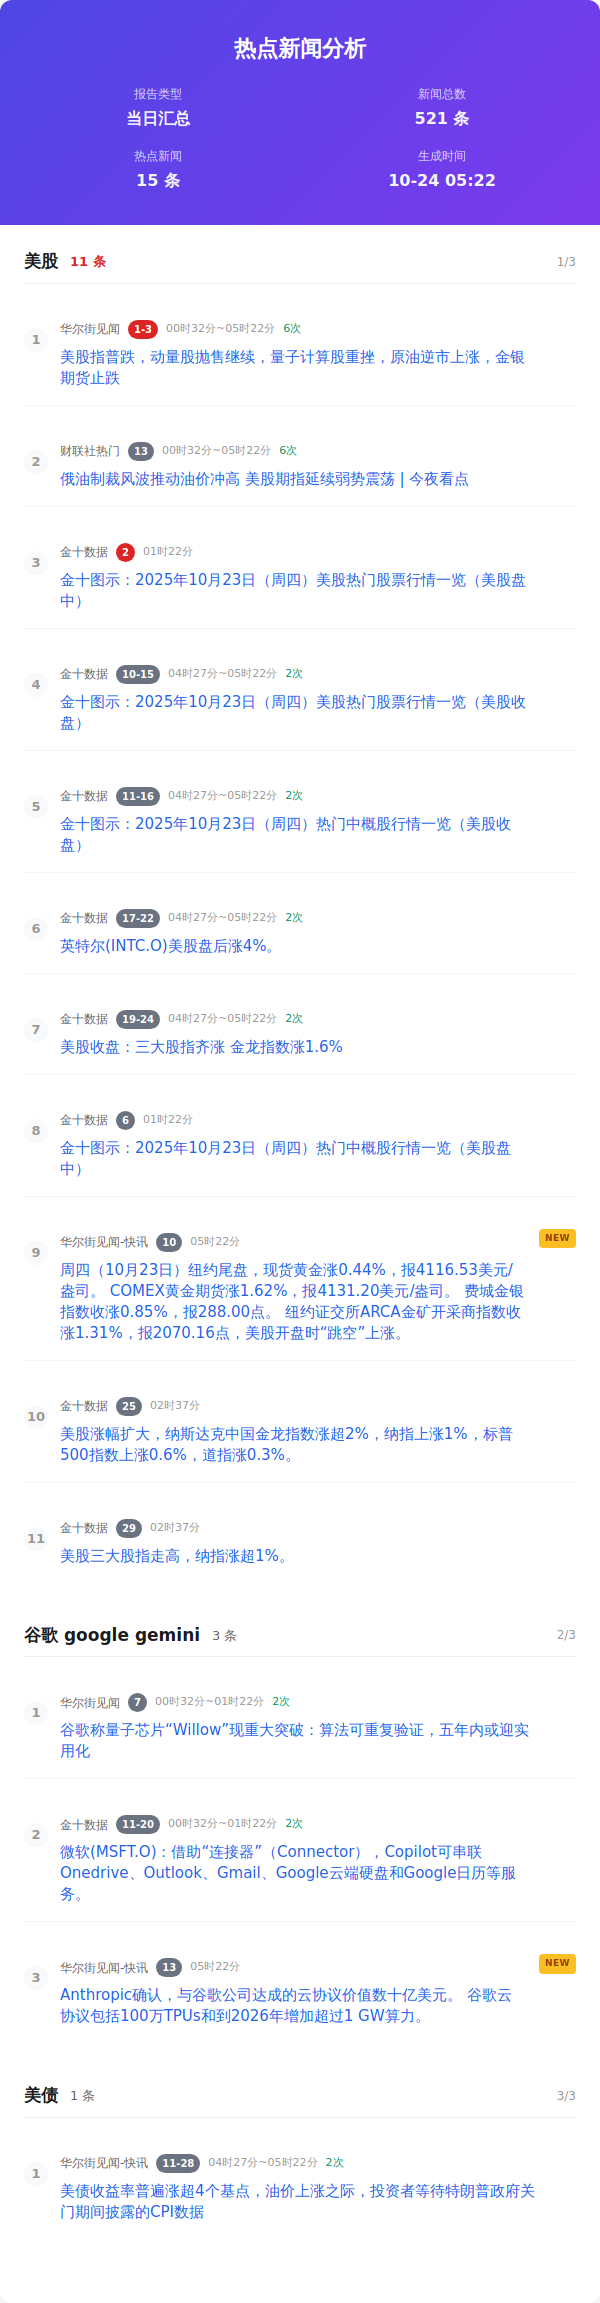 热点新闻分析
报告类型
当日汇总
新闻总数
521 条
热点新闻
15 条
生成时间
10-24 05:22
美股 11 条 1/3
1 华尔街见闻 1-3 00时32分~05时22分 6次
美股指普跌，动量股抛售继续，量子计算股重挫，原油逆市上涨，金银
期货止跌
2 财联社热门 13 00时32分~05时22分 6次
俄油制裁风波推动油价冲高 美股期指延续弱势震荡 | 今夜看点
3 金十数据 2 01时22分
金十图示：2025年10月23日（周四）美股热门股票行情一览（美股盘
中）
4 金十数据 10-15 04时27分~05时22分 2次
金十图示：2025年10月23日（周四）美股热门股票行情一览（美股收
盘）
5 金十数据 11-16 04时27分~05时22分 2次
金十图示：2025年10月23日（周四）热门中概股行情一览（美股收
盘）
6 金十数据 17-22 04时27分~05时22分 2次
英特尔(INTC.O)美股盘后涨4%。
7 金十数据 19-24 04时27分~05时22分 2次
美股收盘：三大股指齐涨 金龙指数涨1.6%
8 金十数据 6 01时22分
金十图示：2025年10月23日（周四）热门中概股行情一览（美股盘
中）
9 华尔街见闻-快讯 10 05时22分 NEW
周四（10月23日）纽约尾盘，现货黄金涨0.44%，报4116.53美元/
盎司。 COMEX黄金期货涨1.62%，报4131.20美元/盎司。 费城金银
指数收涨0.85%，报288.00点。 纽约证交所ARCA金矿开采商指数收
涨1.31%，报2070.16点，美股开盘时“跳空”上涨。
10 金十数据 25 02时37分
美股涨幅扩大，纳斯达克中国金龙指数涨超2%，纳指上涨1%，标普
500指数上涨0.6%，道指涨0.3%。
11 金十数据 29 02时37分
美股三大股指走高，纳指涨超1%。
谷歌 google gemini 3 条 2/3
1 华尔街见闻 7 00时32分~01时22分 2次
谷歌称量子芯片“Willow”现重大突破：算法可重复验证，五年内或迎实
用化
2 金十数据 11-20 00时32分~01时22分 2次
微软(MSFT.O)：借助“连接器”（Connector），Copilot可串联
Onedrive、Outlook、Gmail、Google云端硬盘和Google日历等服
务。
3 华尔街见闻-快讯 13 05时22分 NEW
Anthropic确认，与谷歌公司达成的云协议价值数十亿美元。 谷歌云
协议包括100万TPUs和到2026年增加超过1 GW算力。
美债 1 条 3/3
1 华尔街见闻-快讯 11-28 04时27分~05时22分 2次
美债收益率普遍涨超4个基点，油价上涨之际，投资者等待特朗普政府关
门期间披露的CPI数据